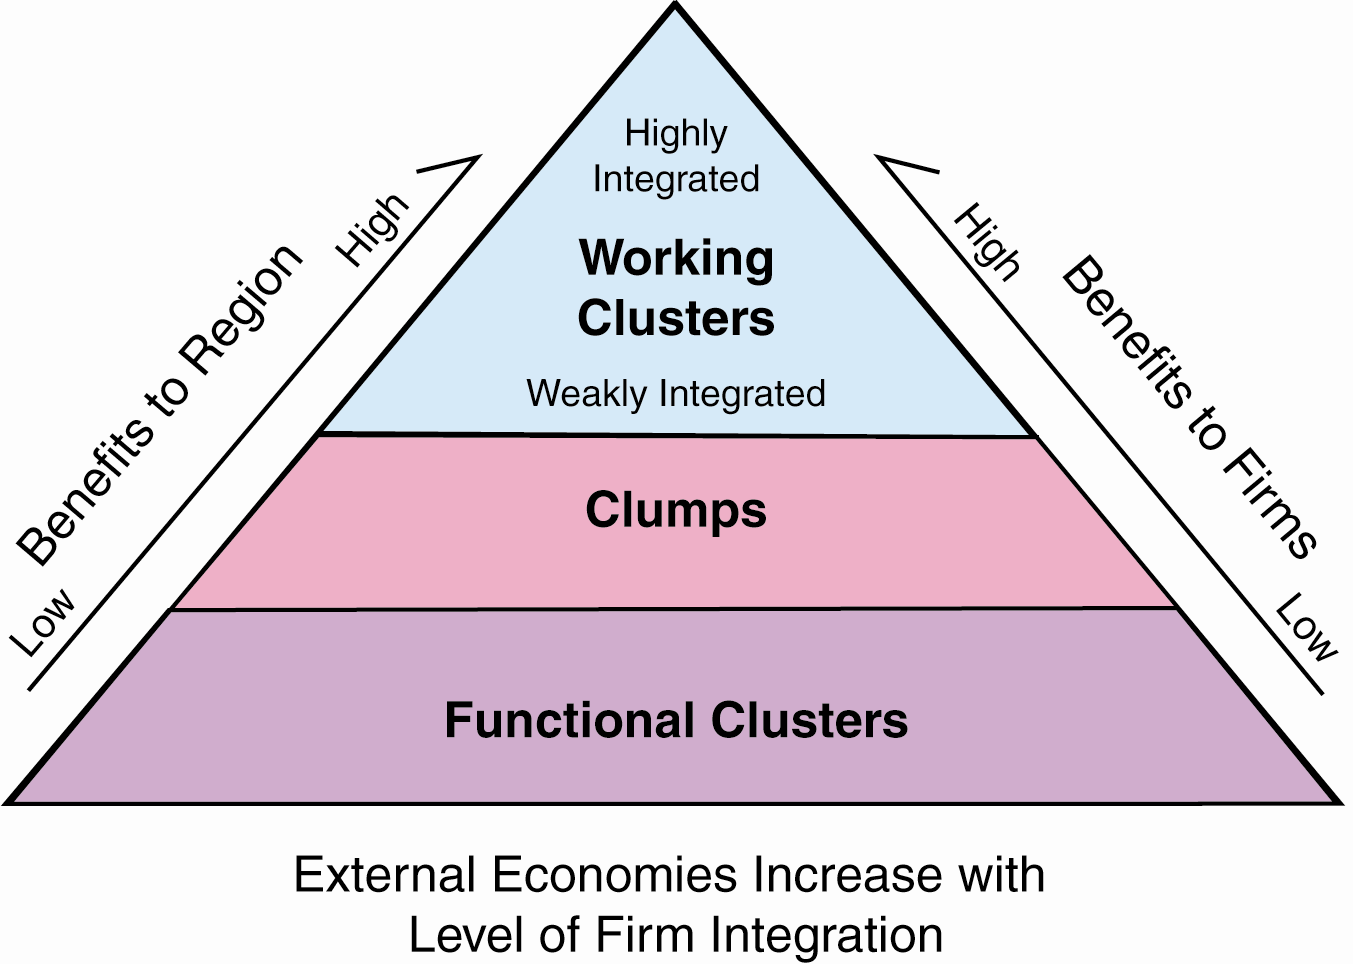 Highly
Integrated
Working
Clusters
Weakly Integrated
Clumps
Functional Clusters
High
Benefits to Region
Low
High
Benefits to Firms
Low
External Economies Increase with
Level of Firm Integration